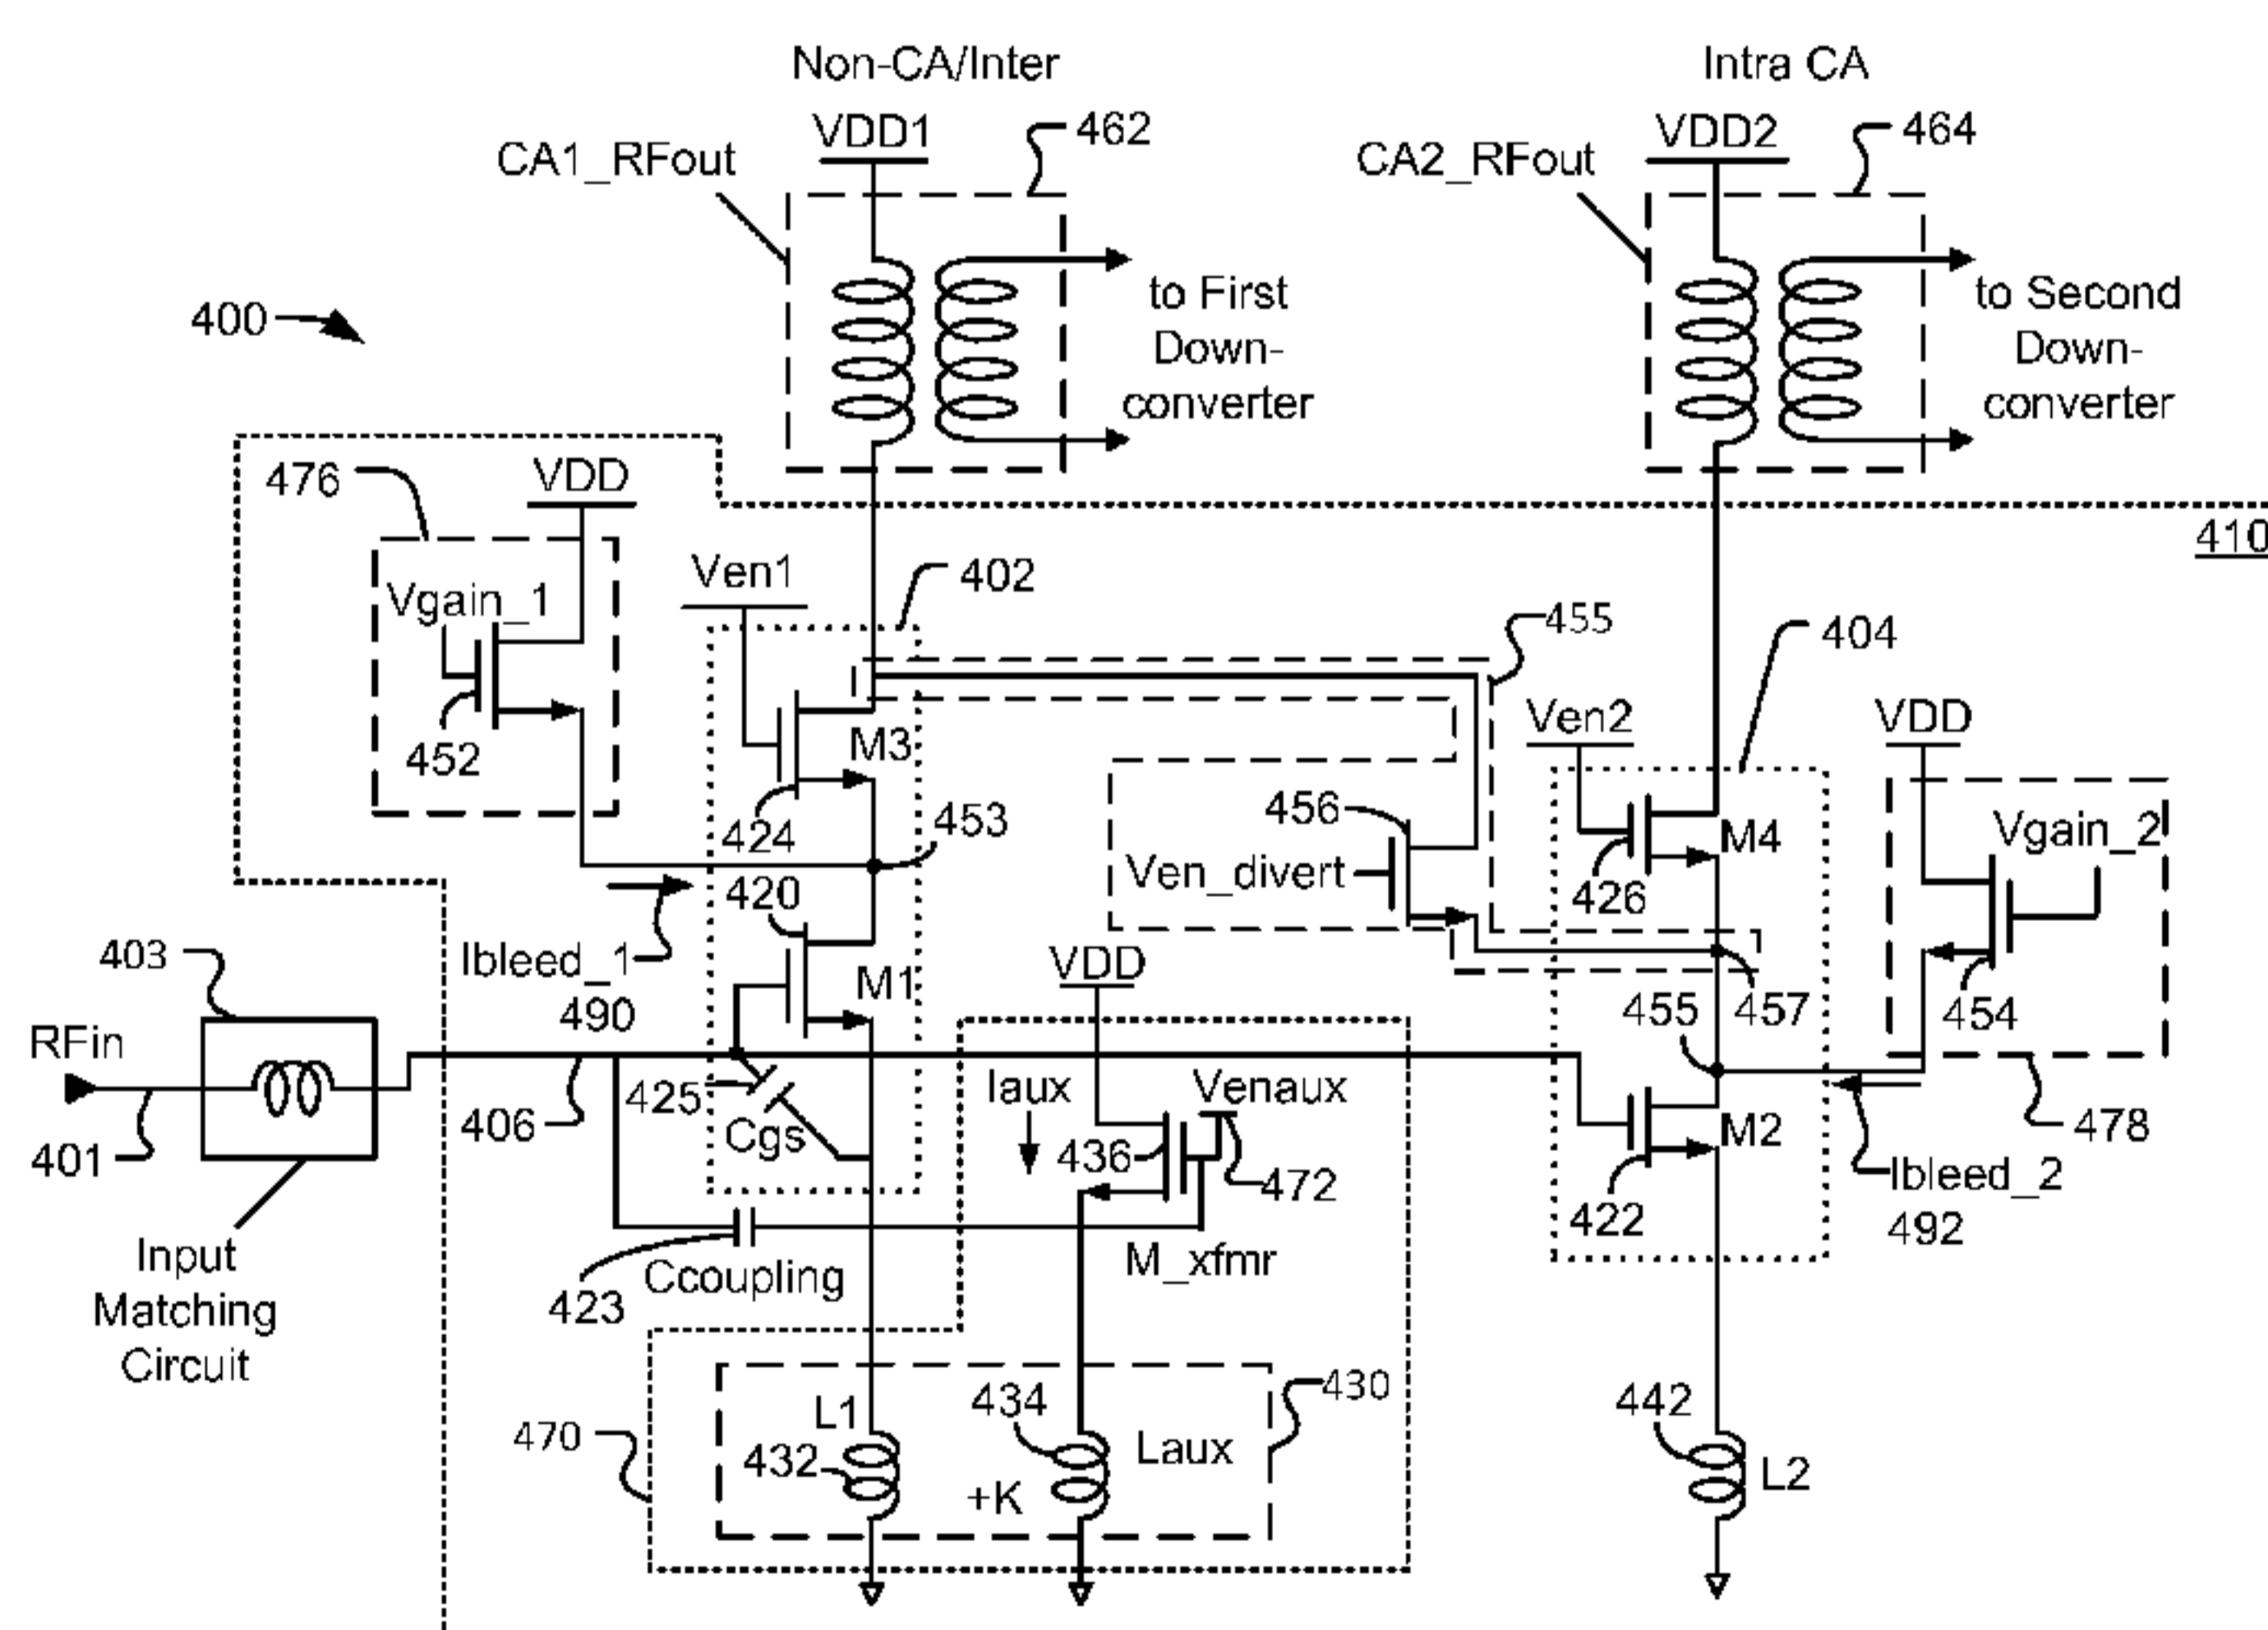 Non-CA/Inter
Intra CA
VDD1
462
VDD2
464
CA1_RFout
CA2_RFout
400
to First
Down-
converter
to Second
Down-
converter
476
VDD
410
Ven1
402
Vgain_1
455
404
452
M3
Ven2
VDD
424
453
456
M4
Vgain_2
Ven_divert
426
420
Ibleed_1
490
M1
VDD
403
455
457
454
RFin
425
Iaux
Venaux
406
Cgs
436
M2
478
401
472
Ibleed_2
492
422
Input
Matching
Circuit
Ccoupling
423
M_xfmr
L1
434
430
442
470
432
Laux
+K
L2